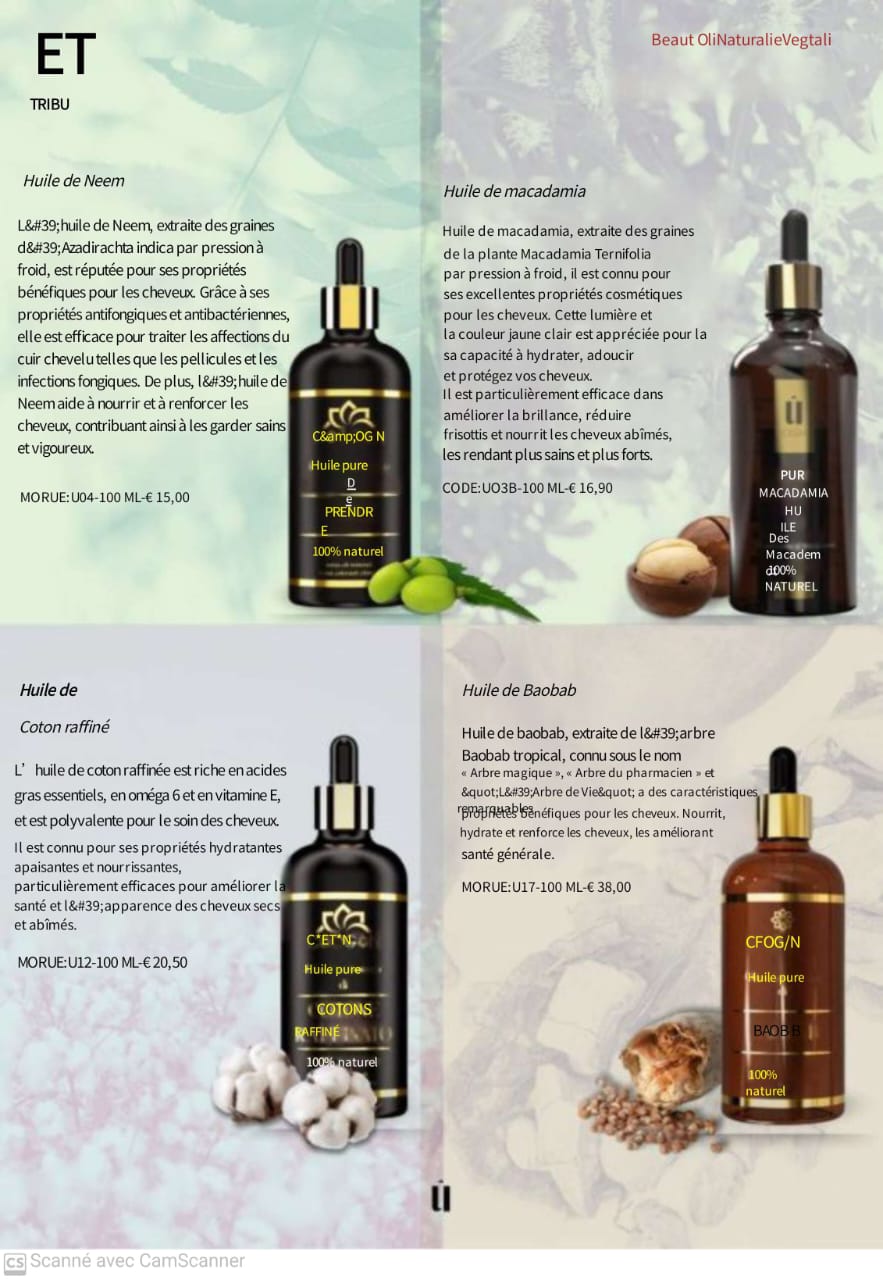 ET
TRIBU
Beaut OliNaturalieVegtali
Huile de Neem
L&#39;huile de Neem, extraite des graines
d&#39;Azadirachta indica par pression à
froid, est réputée pour ses propriétés
bénéfiques pour les cheveux. Grâce à ses
propriétés antifongiques et antibactériennes,
elle est efficace pour traiter les affections du
cuir chevelu telles que les pellicules et les
infections fongiques. De plus, l&#39;huile de
Neem aide à nourrir et à renforcer les
cheveux, contribuant ainsi à les garder sains
et vigoureux.
MORUE:U04-100 ML-€ 15,00
C&amp;OG N
Huile pure
D
e
PRENDR
E
100% naturel
Huile de macadamia
Huile de macadamia, extraite des graines
de la plante Macadamia Ternifolia
par pression à froid, il est connu pour
ses excellentes propriétés cosmétiques
pour les cheveux. Cette lumière et
la couleur jaune clair est appréciée pour la
sa capacité à hydrater, adoucir
et protégez vos cheveux.
Il est particulièrement efficace dans
améliorer la brillance, réduire
frisottis et nourrit les cheveux abîmés,
les rendant plus sains et plus forts.
CODE:UO3B-100 ML-€ 16,90
PUR
MACADAMIA
HU
ILE
Des
Macadem
100%
NATUREL
Huile de
Coton raffiné
L’huile de coton raffinée est riche en acides
gras essentiels, en oméga 6 et en vitamine E,
et est polyvalente pour le soin des cheveux.
Il est connu pour ses propriétés hydratantes
apaisantes et nourrissantes,
particulièrement efficaces pour améliorer la
santé et l&#39;apparence des cheveux secs
et abîmés.
MORUE:U12-100 ML-€ 20,50
C*ET*N
Huile pure
COTONS
RAFFINÉ
100% naturel
Huile de Baobab
Huile de baobab, extraite de l&#39;arbre
Baobab tropical, connu sous le nom
« Arbre magique », « Arbre du pharmacien » et
&quot;L&#39;Arbre de Vie&quot; a des caractéristiques
remarquables
propriétés bénéfiques pour les cheveux. Nourrit,
hydrate et renforce les cheveux, les améliorant
santé générale.
MORUE:U17-100 ML-€ 38,00
CFOG/N
Huile pure
BAOB B
100%
naturel
CS Scanné avec CamScanner